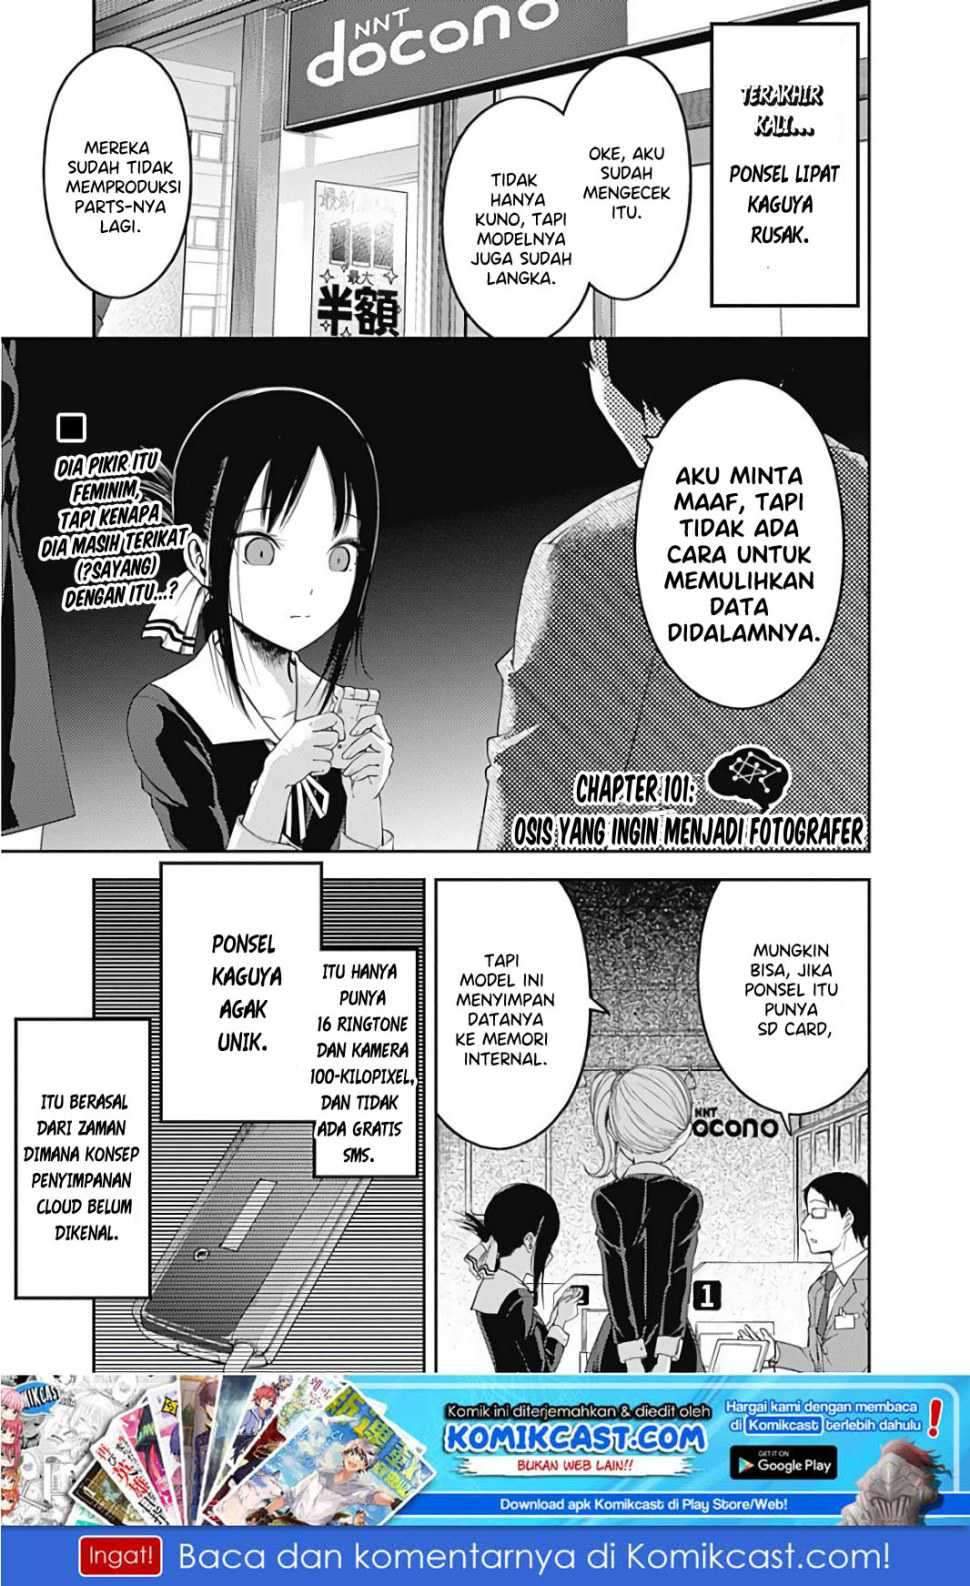 NNT
docono
TERAKHIR
KALI...
PONSEL LIPAT
KAGUYA
RUSAK.
OKE, AKU
SUDAH
MENGECEK
ITU.
TIDAK
HANYA
KUNO, TAPI
MODELNYA
JUGA SUDAH
LANGKA.
MEREKA
SUDAH TIDAK
MEMPRODUKSI
PARTS-NYA
LAGI.
最大
半額
AKU MINTA
MAAF, TAPI
TIDAK ADA
CARA UNTUK
MEMULIHKAN
DATA
DIDALAMNYA.
DIA PIKIR ITU
FEMINIM,
TAPI KENAPA
DIA MASIH TERIKAT
(?SAYANG)
DENGAN ITU...?
CHAPTER 101:
OSIS YANG INGIN MENJADI FOTOGRAFER
MUNGKIN
BISA, JIKA
PONSEL ITU
PUNYA
SD CARD,
TAPI
MODEL INI
MENYIMPAN
DATANYA
KE MEMORI
INTERNAL.
NNT
ocono
2
1
PONSEL
KAGUYA
AGAK
UNIK.
ITU HANYA
PUNYA
16 RINGTONE
DAN KAMERA
100-KILOPIXEL,
DAN TIDAK
ADA GRATIS
SMS.
ITU BERASAL
DARI ZAMAN
DIMANA KONSEP
PENYIMPANAN
CLOUD BELUM
DIKENAL.
Komik ini diterjemahkan & diedit oleh
KOMIKCAST.COM
BUKAN WEB LAIN!!
Hargai kami dengan membaca
di Komikcast terlebih dahulu !
GET IT ON
Google Play
Download apk Komikcast di Play Store/Web!
Ingat! Baca dan komentarnya di Komikcast.com!